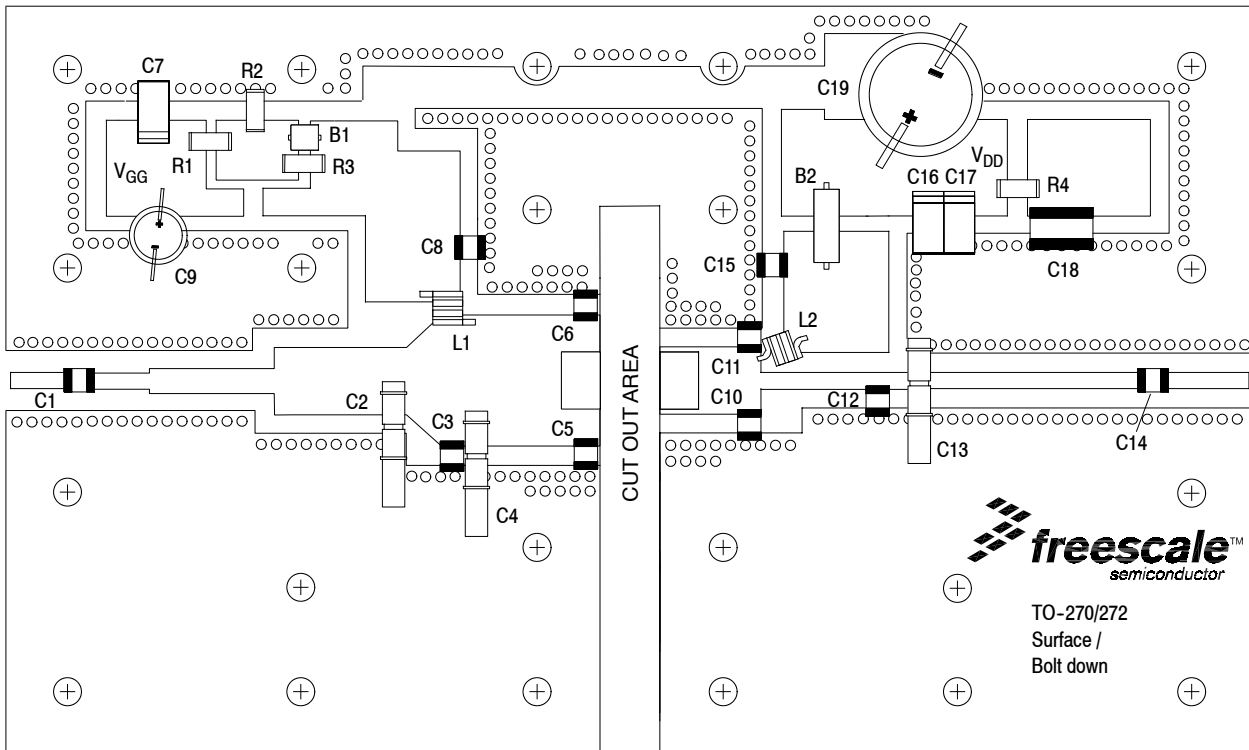 C7
R2
B1
R1
R3
VGG
C9
C8
L1
C6
C1
C2
C3
C5
C4
CUT OUT AREA
C19
VDD
B2
C16 C17
R4
C15
C18
L2
C11
C10
C12
C13
C14
freescale™
semiconductor
TO-270/272
Surface /
Bolt down